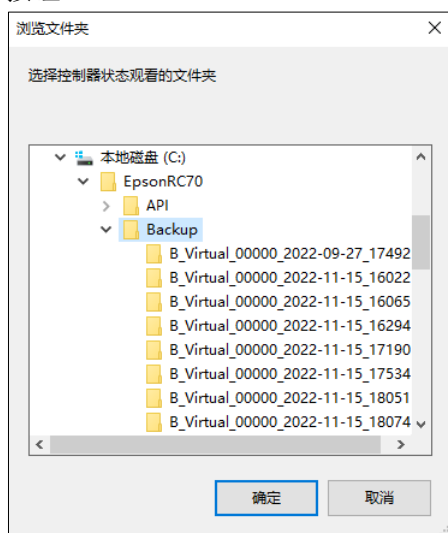 浏览文件夹
选择控制器状态观看的文件夹
本地磁盘 (C:)
EpsonRC70
API
Backup
B_Virtual_00000_2022-09-27_17492
B_Virtual_00000_2022-11-15_16022
B_Virtual_00000_2022-11-15_16065
B_Virtual_00000_2022-11-15_16294
B_Virtual_00000_2022-11-15_17190
B_Virtual_00000_2022-11-15_17534
B_Virtual_00000_2022-11-15_18051
B_Virtual_00000_2022-11-15_18074
确定 取消